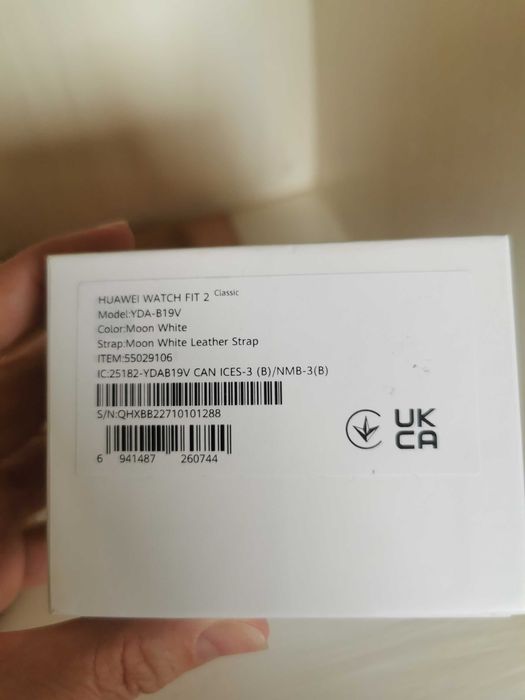 HUAWEI WATCH FIT 2 Classic
Model:YDA-B19V
Color:Moon White
Strap:Moon White Leather Strap
ITEM:55029106
IC:25182-YDAB19V CAN ICES-3 (B)/NMB-3(B)
S/N:QHXBB22710101288
6 941487 260744
UK
CA